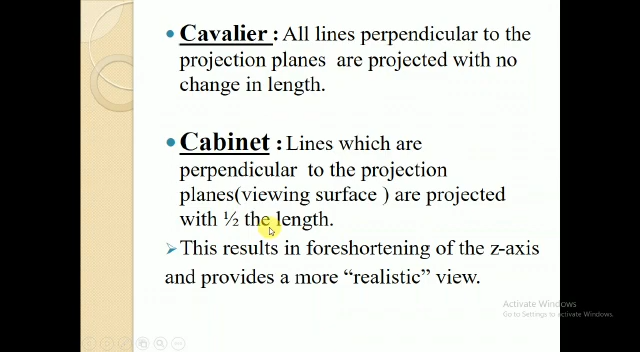 Cavalier : All lines perpendicular to the
projection planes are projected with no
change in length.
Cabinet : Lines which are
perpendicular to the projection
planes(viewing surface ) are projected
with ½ the length.
This results in foreshortening of the z-axis
and provides a more “realistic” view.
Activate Windows
Go to Settings to activate Windows.